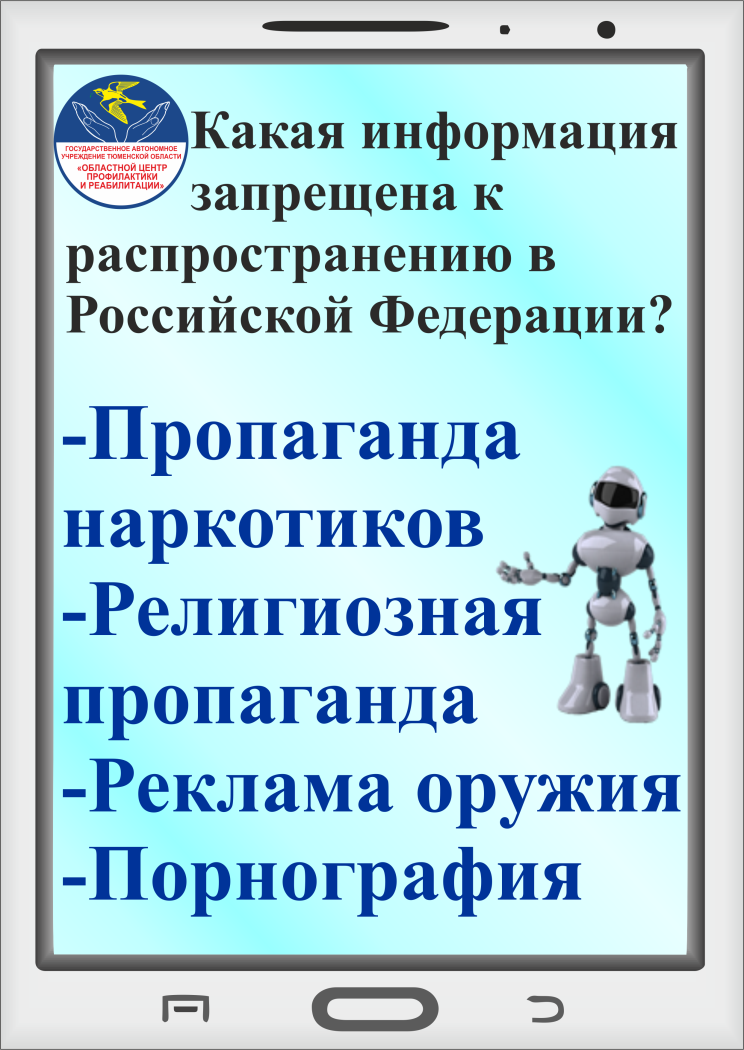 ГОСУДАРСТВЕННОЕ АВТОНОМНОЕ
УЧРЕЖДЕНИЕ ТЮМЕНСКОЙ ОБЛАСТИ
«ОБЛАСТНОЙ ЦЕНТР
ПРОФИЛАКТИКИ
И РЕАБИЛИТАЦИИ»
Какая информация
запрещена к
распространению в
Российской Федерации?
-Пропаганда
наркотиков
-Религиозная
пропаганда
-Реклама оружия
-Порнография